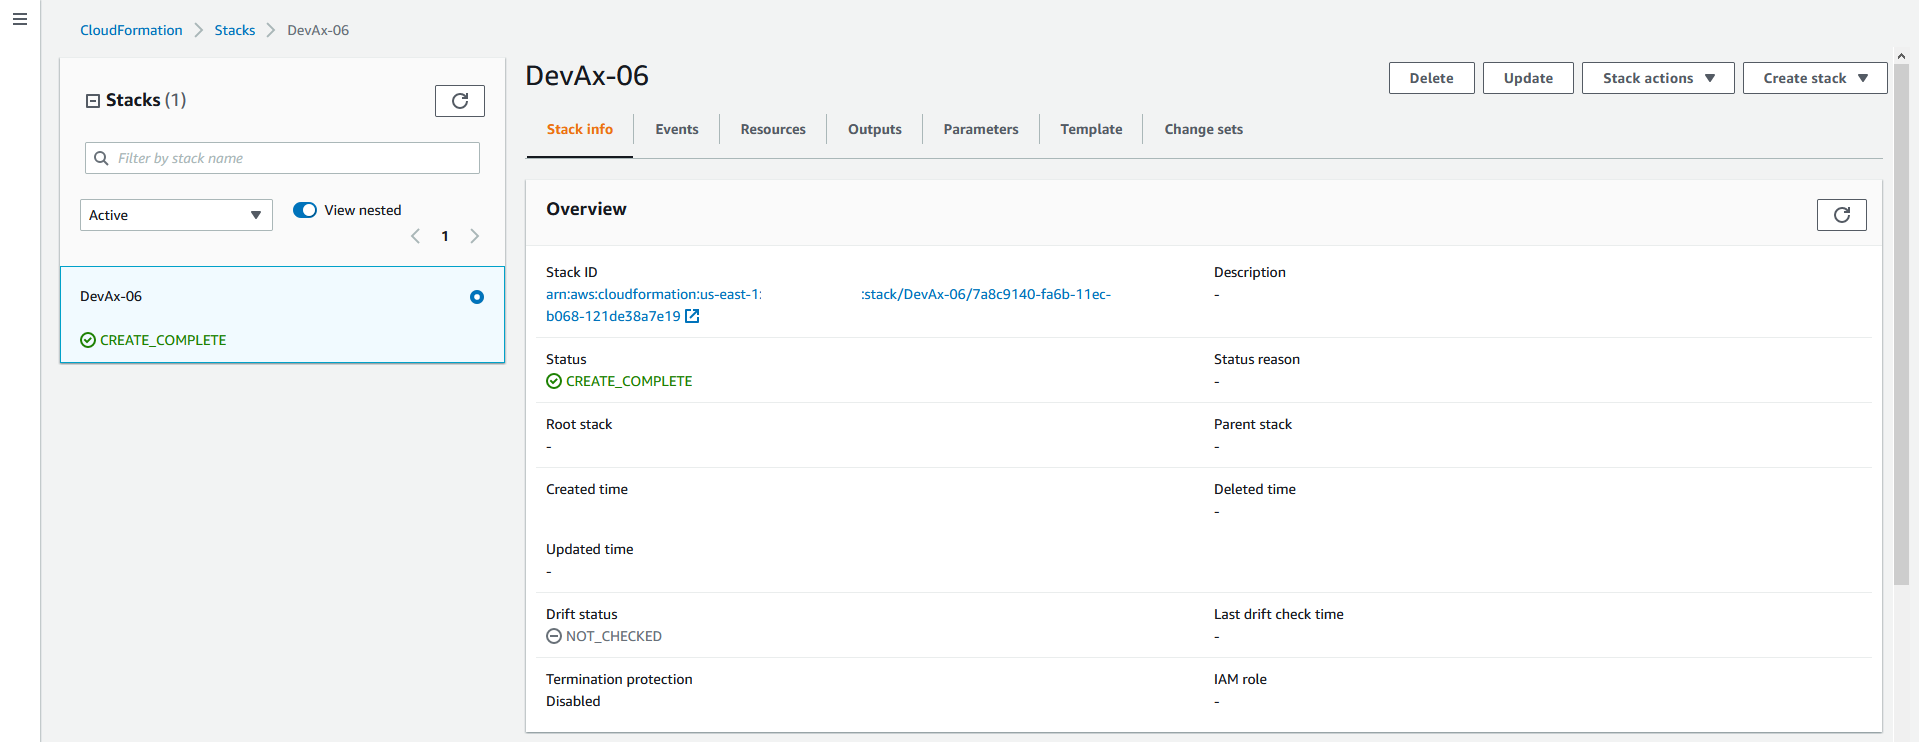 CloudFormation > Stacks > DevAx-06
Stacks (1)
Filter by stack name
Active
View nested
1
DevAx-06
CREATE_COMPLETE
DevAx-06
Delete
Update
Stack actions
Create stack
Stack info
Events
Resources
Outputs
Parameters
Template
Change sets
Overview
Stack ID
arn:aws:cloudformation:us-east-1: :stack/DevAx-06/7a8c9140-fa6b-11ec-
b068-121de38a7e19
Description
-
Status
CREATE_COMPLETE
Status reason
-
Root stack
-
Parent stack
-
Created time
Deleted time
-
Updated time
-
Drift status
NOT_CHECKED
Last drift check time
-
Termination protection
Disabled
IAM role
-